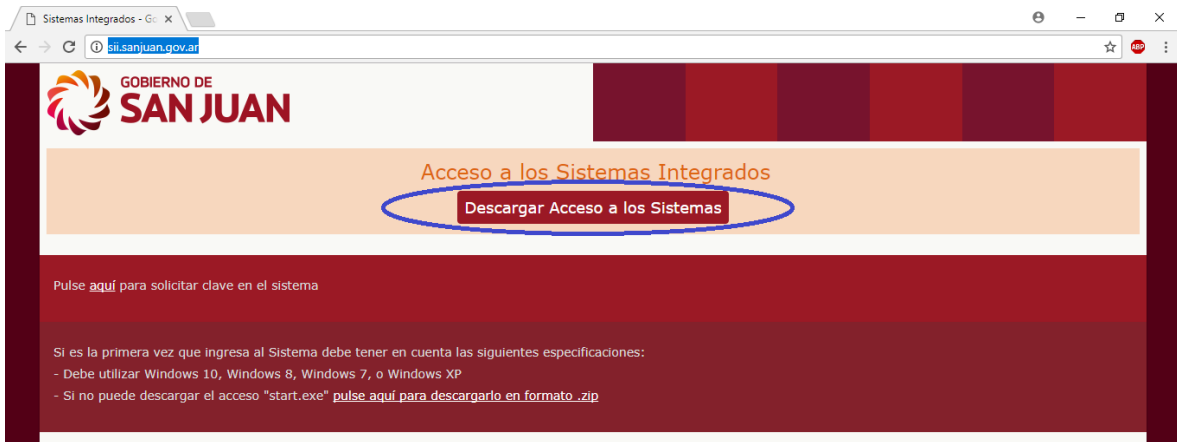 Sistemas Integrados - Go
sii.sanjuan.gov.ar
ABP
GOBIERNO DE
SAN JUAN
Acceso a los Sistemas Integrados
Descargar Acceso a los Sistemas
Pulse aquí para solicitar clave en el sistema
Si es la primera vez que ingresa al Sistema debe tener en cuenta las siguientes especificaciones:
- Debe utilizar Windows 10, Windows 8, Windows 7, o Windows XP
- Si no puede descargar el acceso "start.exe" pulse aquí para descargarlo en formato .zip